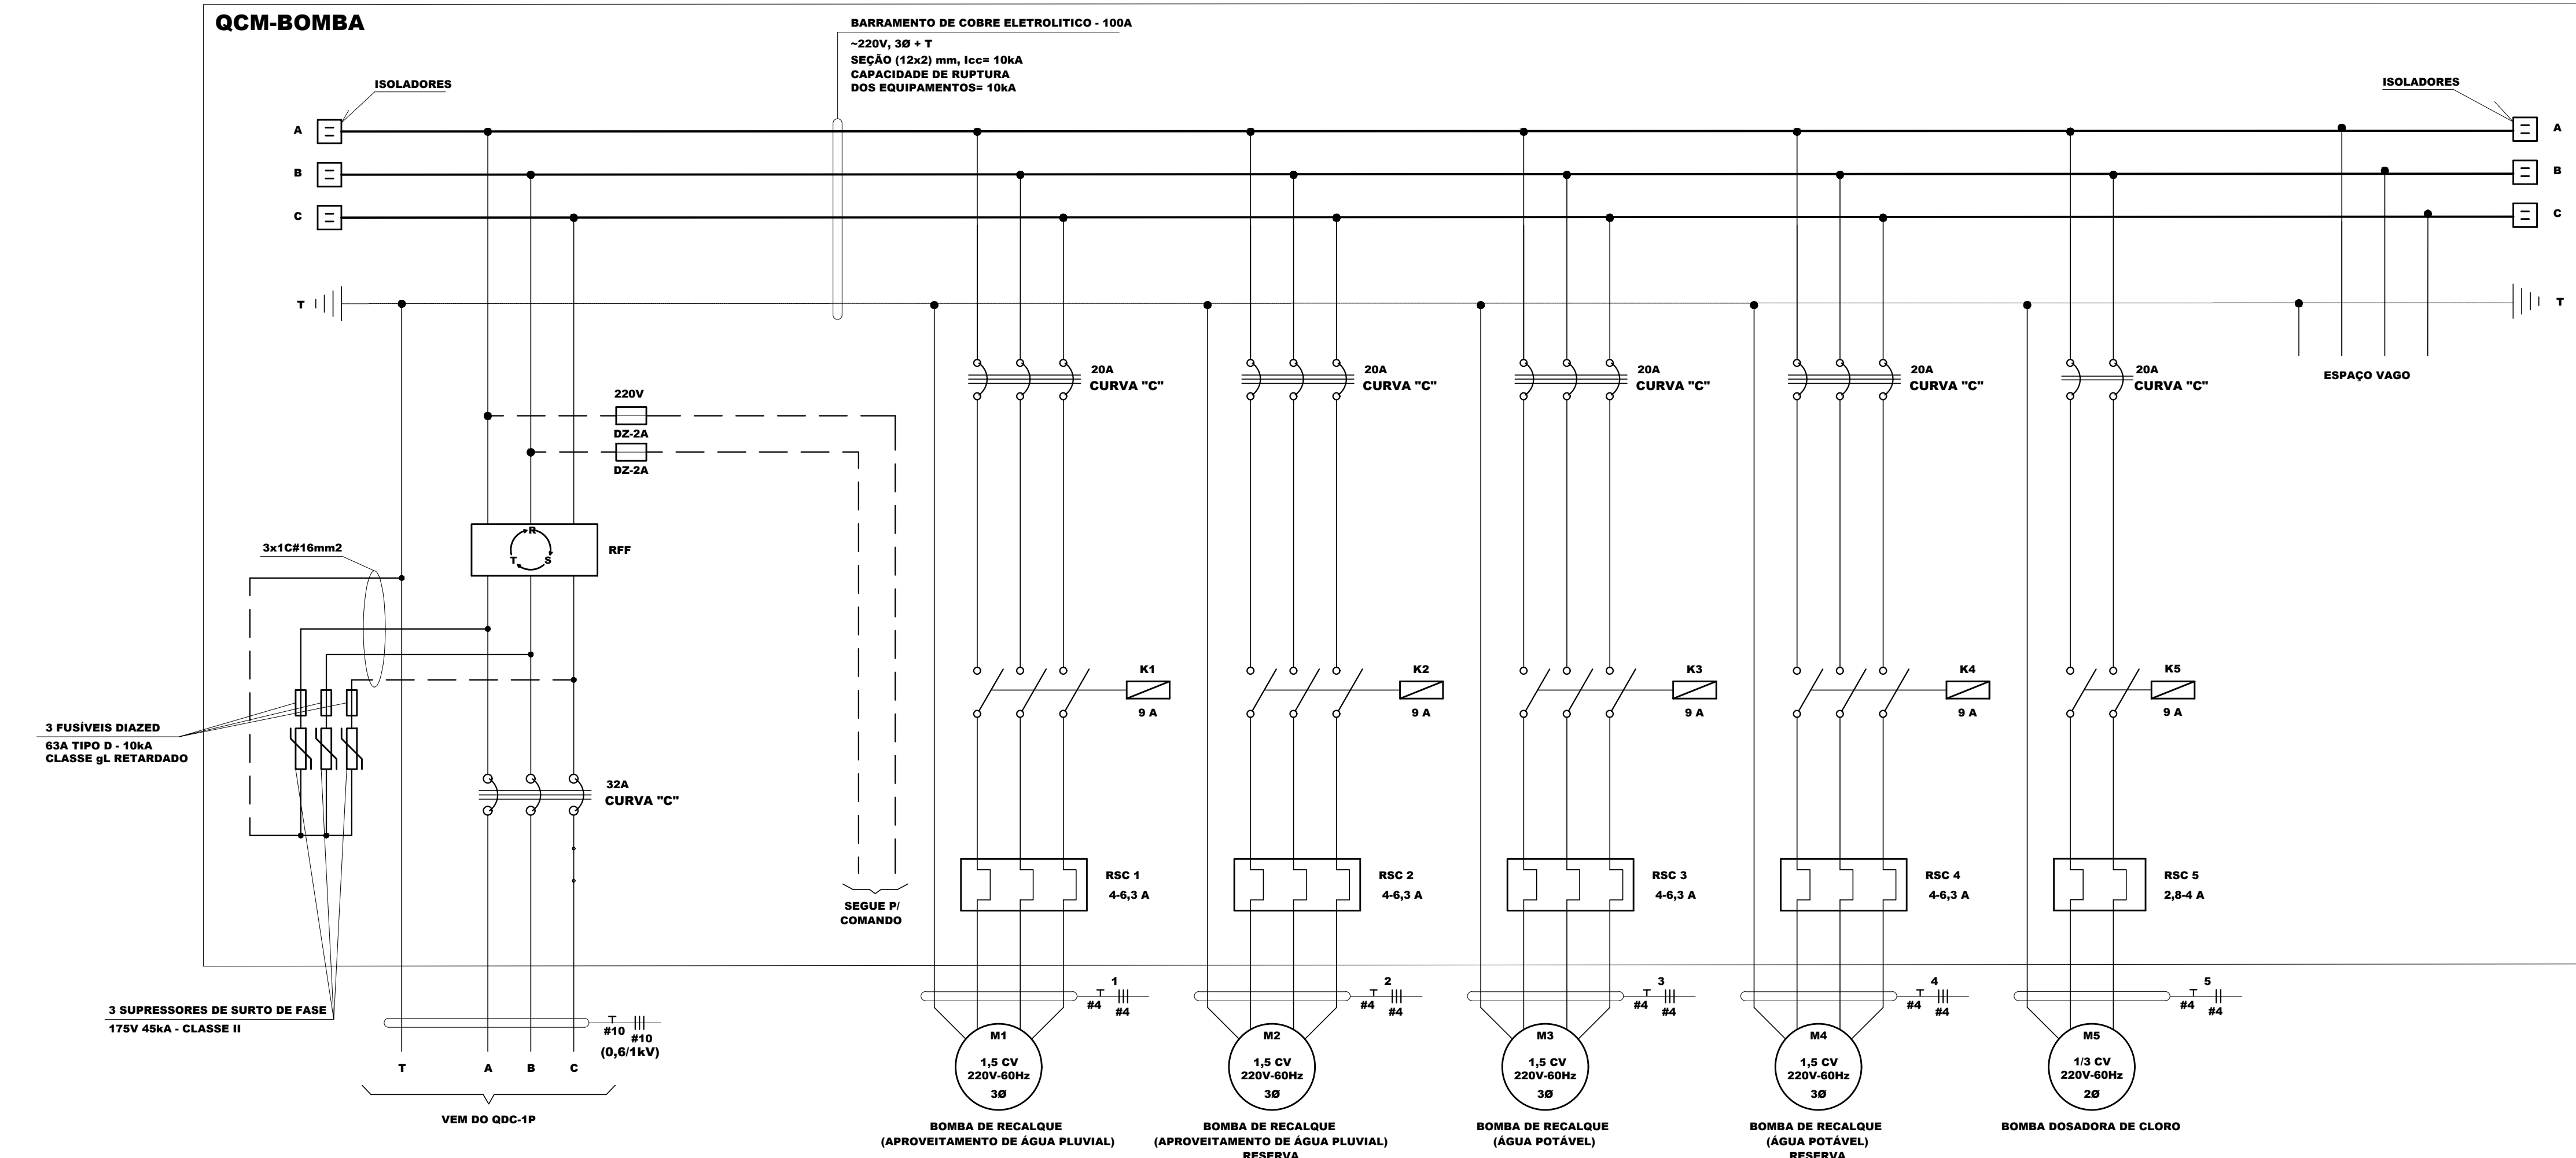 QCM-BOMBA
BARRAMENTO DE COBRE ELETROLITICO - 100A
~220V, 3Ø + T
SEÇÃO (12x2) mm, Icc= 10kA
CAPACIDADE DE RUPTURA
DOS EQUIPAMENTOS= 10kA
ISOLADORES
ISOLADORES
A
A
B
B
C
C
T
T
20A
CURVA "C"
20A
CURVA "C"
20A
CURVA "C"
20A
CURVA "C"
20A
CURVA "C"
ESPAÇO VAGO
220V
DZ-2A
DZ-2A
R
T S
RFF
3x1C#16mm2
3 FUSÍVEIS DIAZED
63A TIPO D - 10kA
CLASSE gL RETARDADO
32A
CURVA "C"
K1
9 A
K2
9 A
K3
9 A
K4
9 A
K5
9 A
SEGUE P/
COMANDO
RSC 1
4-6,3 A
RSC 2
4-6,3 A
RSC 3
4-6,3 A
RSC 4
4-6,3 A
RSC 5
2,8-4 A
3 SUPRESSORES DE SURTO DE FASE
175V 45kA - CLASSE II
#10
#10
(0,6/1kV)
T
A
B
C
VEM DO QDC-1P
1
#4
#4
2
#4
#4
3
#4
#4
4
#4
#4
5
#4
#4
M1
1,5 CV
220V-60Hz
3Ø
BOMBA DE RECALQUE
(APROVEITAMENTO DE ÁGUA PLUVIAL)
M2
1,5 CV
220V-60Hz
3Ø
BOMBA DE RECALQUE
(APROVEITAMENTO DE ÁGUA PLUVIAL)
RESERVA
M3
1,5 CV
220V-60Hz
3Ø
BOMBA DE RECALQUE
(ÁGUA POTÁVEL)
M4
1,5 CV
220V-60Hz
3Ø
BOMBA DE RECALQUE
(ÁGUA POTÁVEL)
RESERVA
M5
1/3 CV
220V-60Hz
2Ø
BOMBA DOSADORA DE CLORO